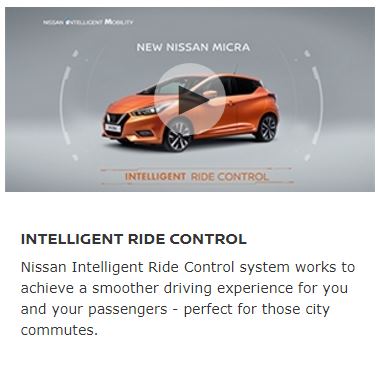 NISSAN INTELLIGENT MOBILITY
NEW NISSAN MICRA
INTELLIGENT RIDE CONTROL
INTELLIGENT RIDE CONTROL
Nissan Intelligent Ride Control system works to
achieve a smoother driving experience for you
and your passengers - perfect for those city
commutes.